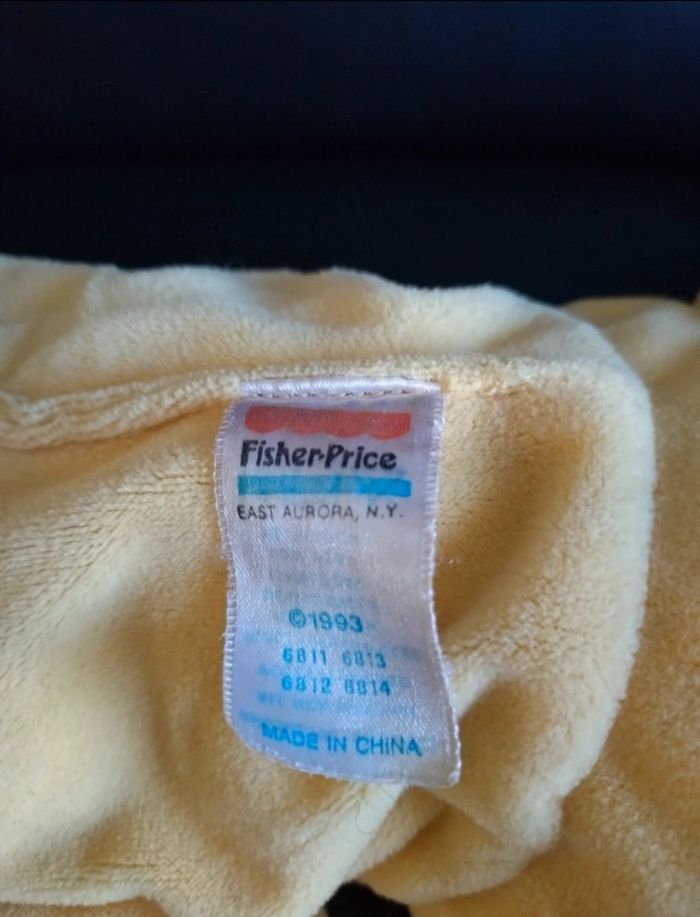 Fisher-Price
EAST AURORA, N.Y.
©1993
6811 6813
6812 6814
MADE IN CHINA